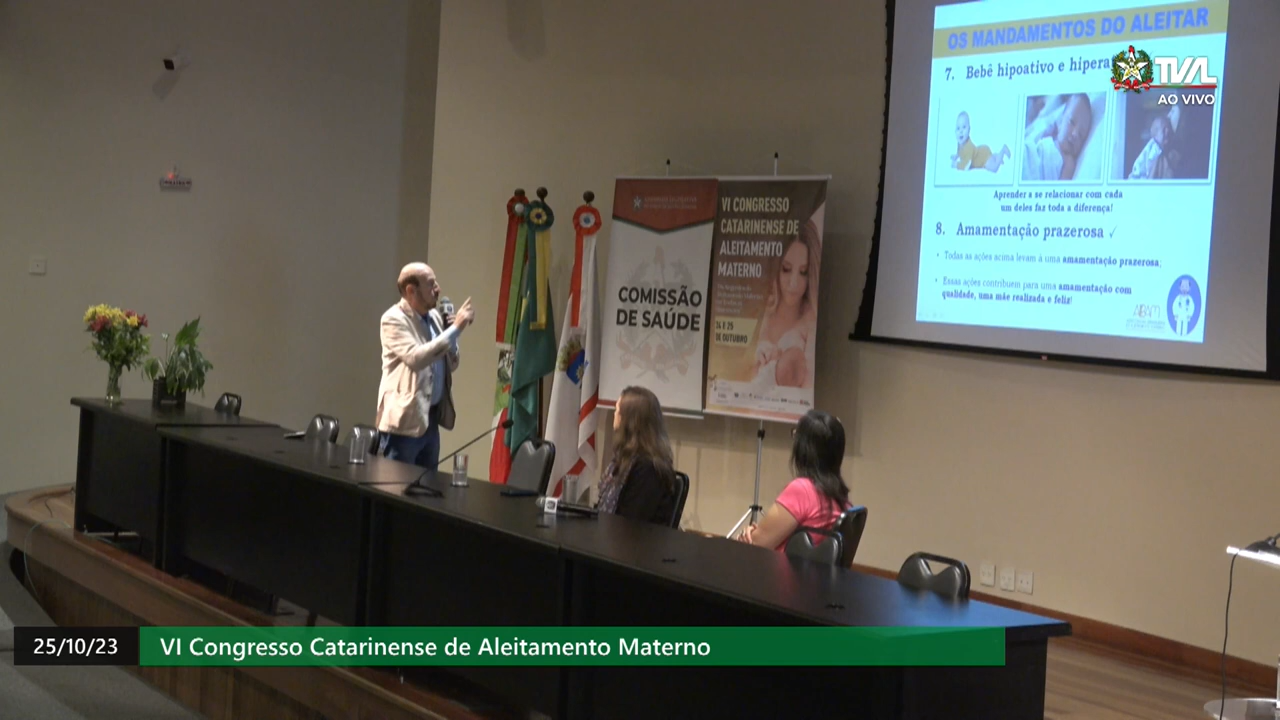 OS MANDAMENTOS DO ALEITAR
7. Bebê hipoativo e hipera
TVAL
AO VIVO
Aprender a se relacionar com cada
um deles faz toda a diferença!
8. Amamentação prazerosa ✓
• Todas as ações acima levam à uma amamentação prazerosa;
• Essas ações contribuem para uma amamentação com
qualidade, uma mãe realizada e feliz!
COMISSÃO
DE SAÚDE
VI CONGRESSO
CATARINENSE DE
ALEITAMENTO
MATERNO
24 E 25
DE OUTUBRO
25/10/23
VI Congresso Catarinense de Aleitamento Materno